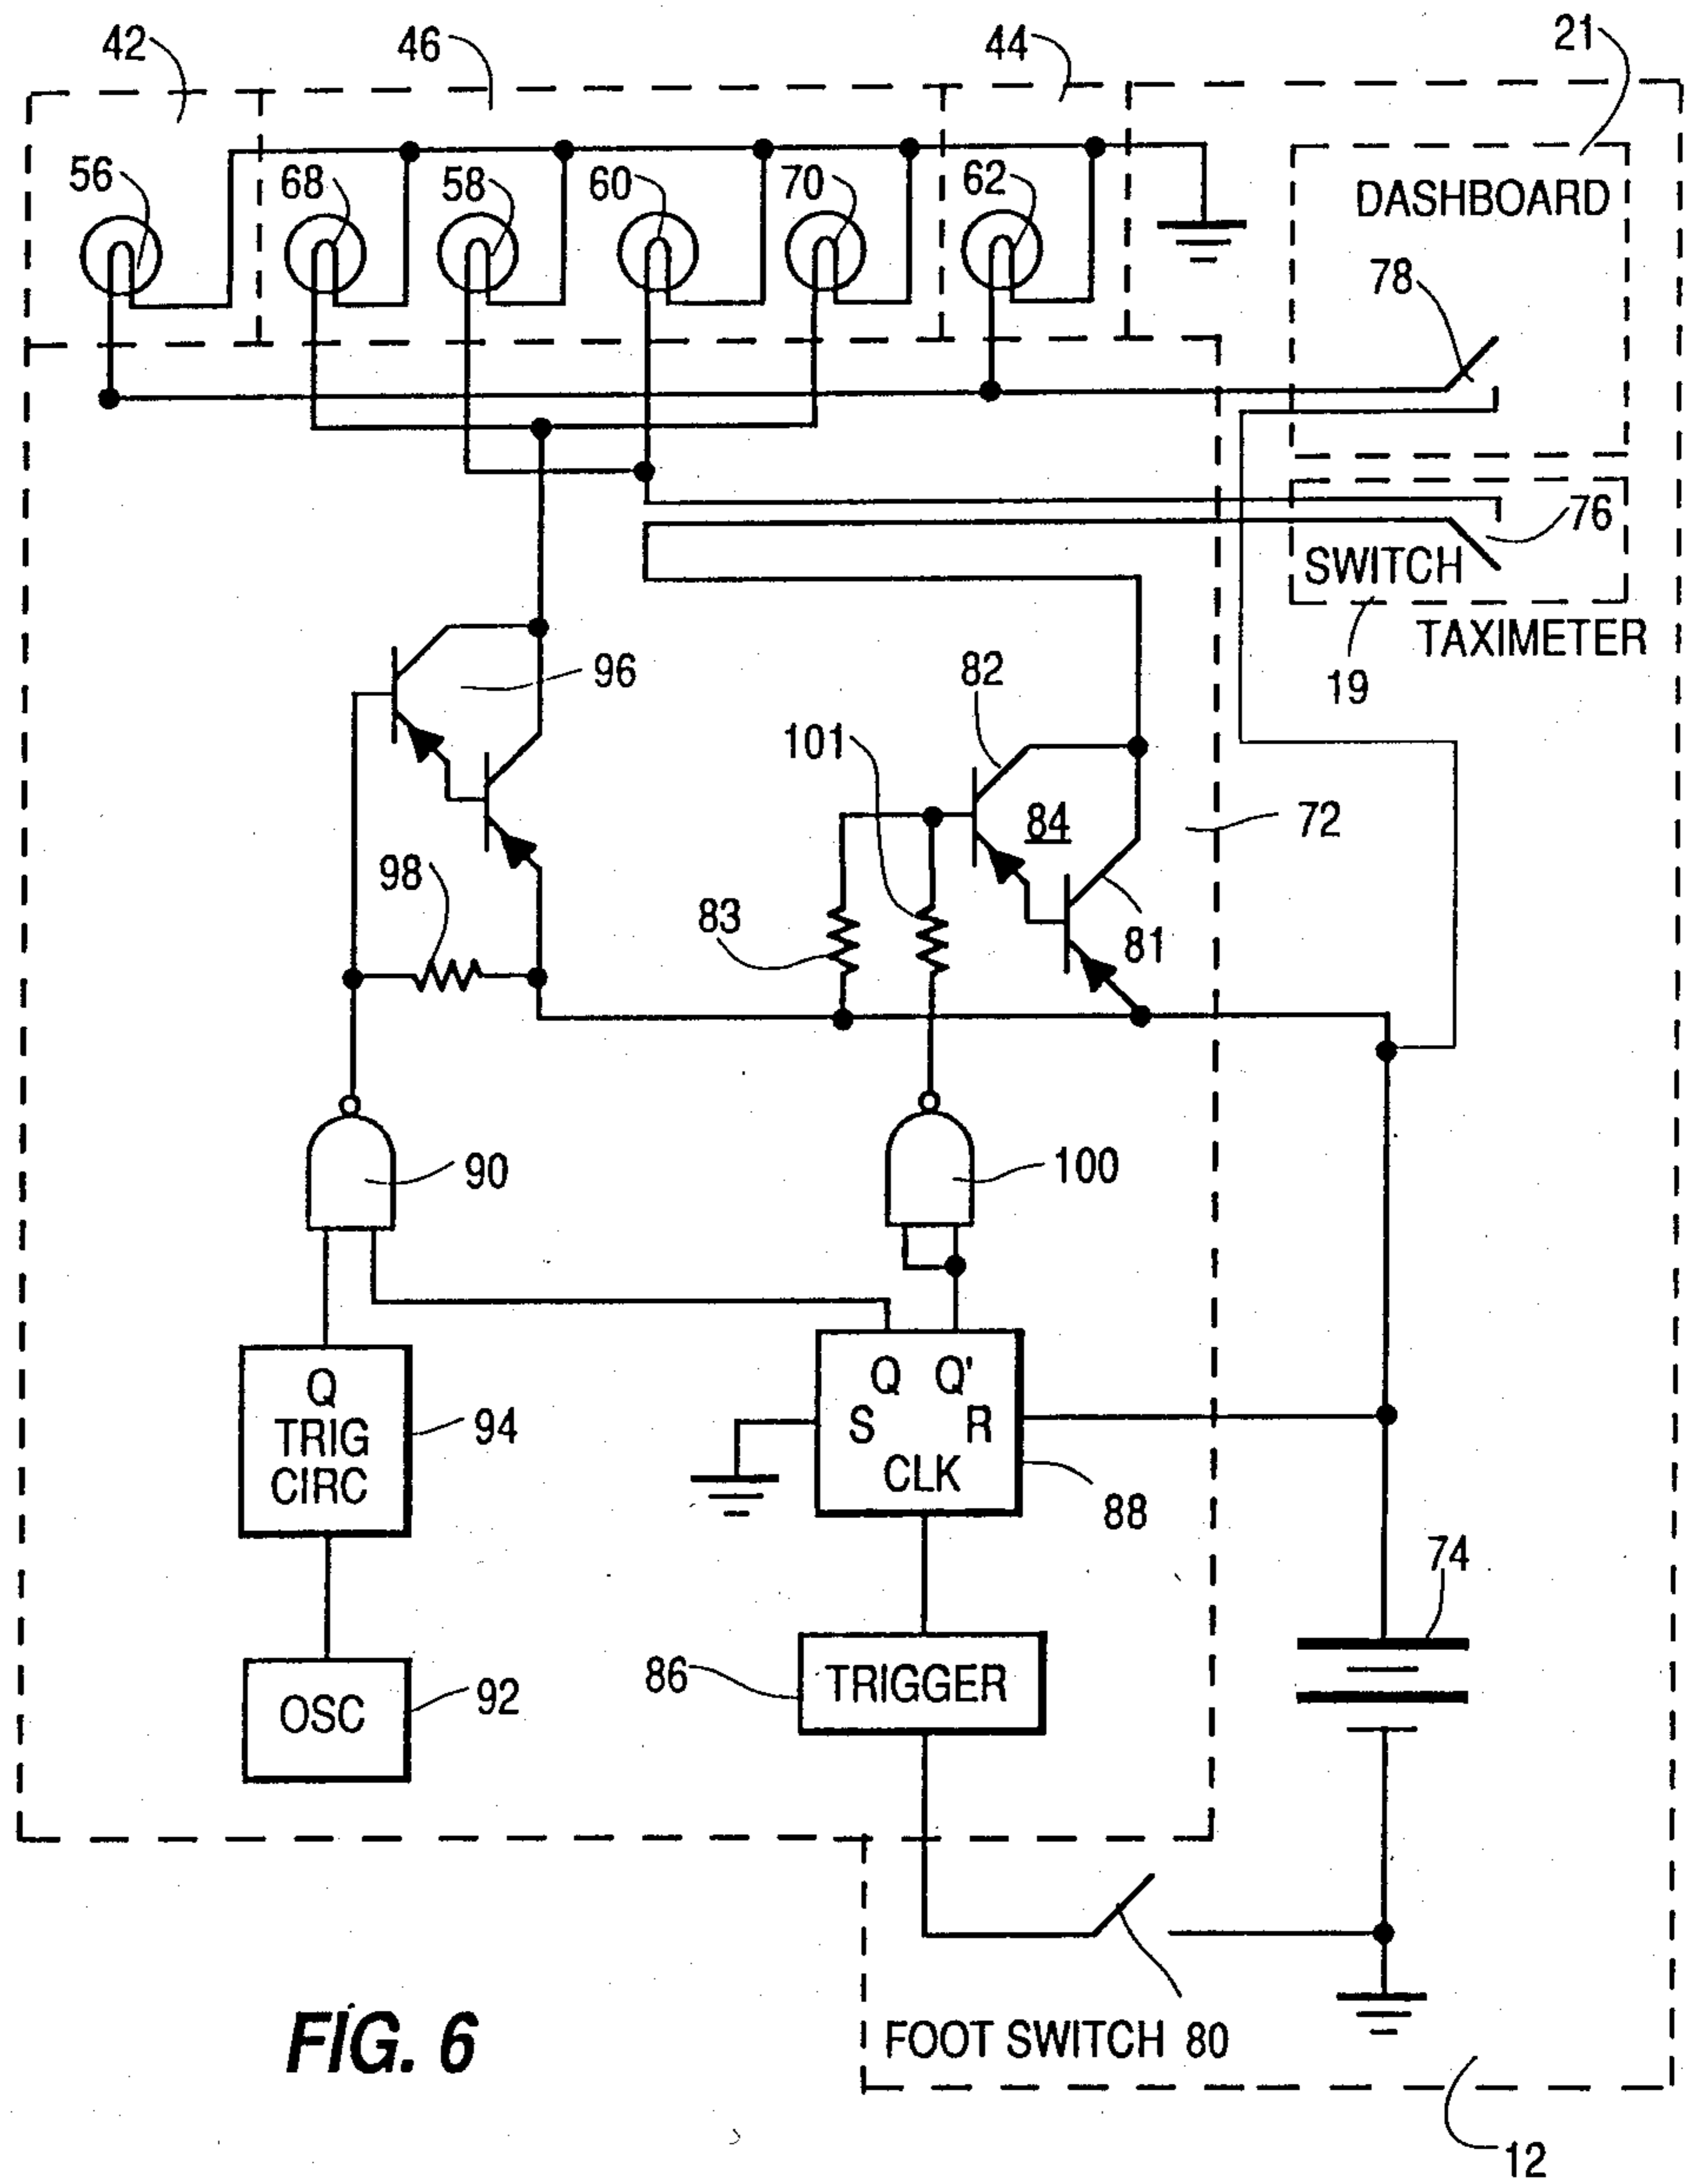 42
46
44
21
56
68
58
60
70
62
DASHBOARD
78
76
SWITCH
TAXIMETER
19
96
82
101
84
72
98
83
81
90
100
Q
TRIG
CIRC
94
Q Q'
S R
CLK
88
74
86
TRIGGER
OSC
92
FIG. 6
FOOT SWITCH 80
12